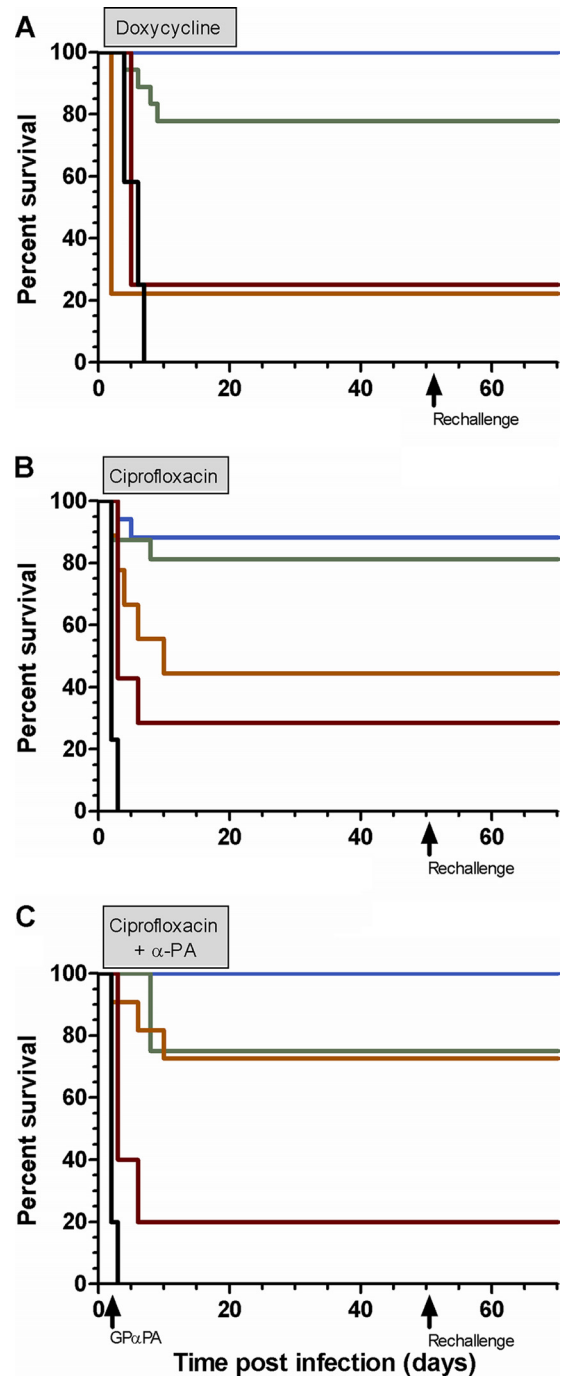 A
Doxycycline
100
80
60
40
20
0
Percent survival
0 20 40 60
Rechallenge
B
Ciprofloxacin
100
80
60
40
20
0
Percent survival
0 20 40 60
Rechallenge
C
Ciprofloxacin
+ α-PA
100
80
60
40
20
0
Percent survival
0 20 40 60
GPαPA
Rechallenge
Time post infection (days)